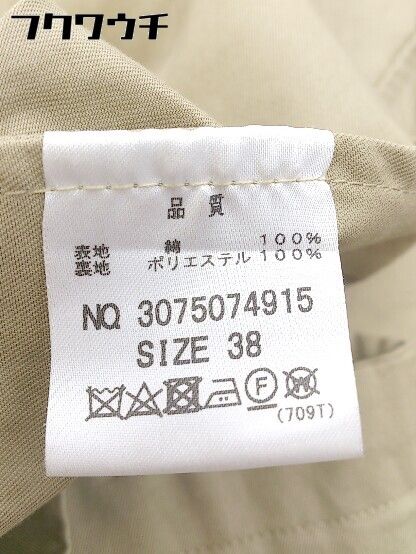 フクワウチ
品 質
表地 綿 100%
裏地 ポリエステル 100%
NO 3075074915
SIZE 38
F W
(709T)